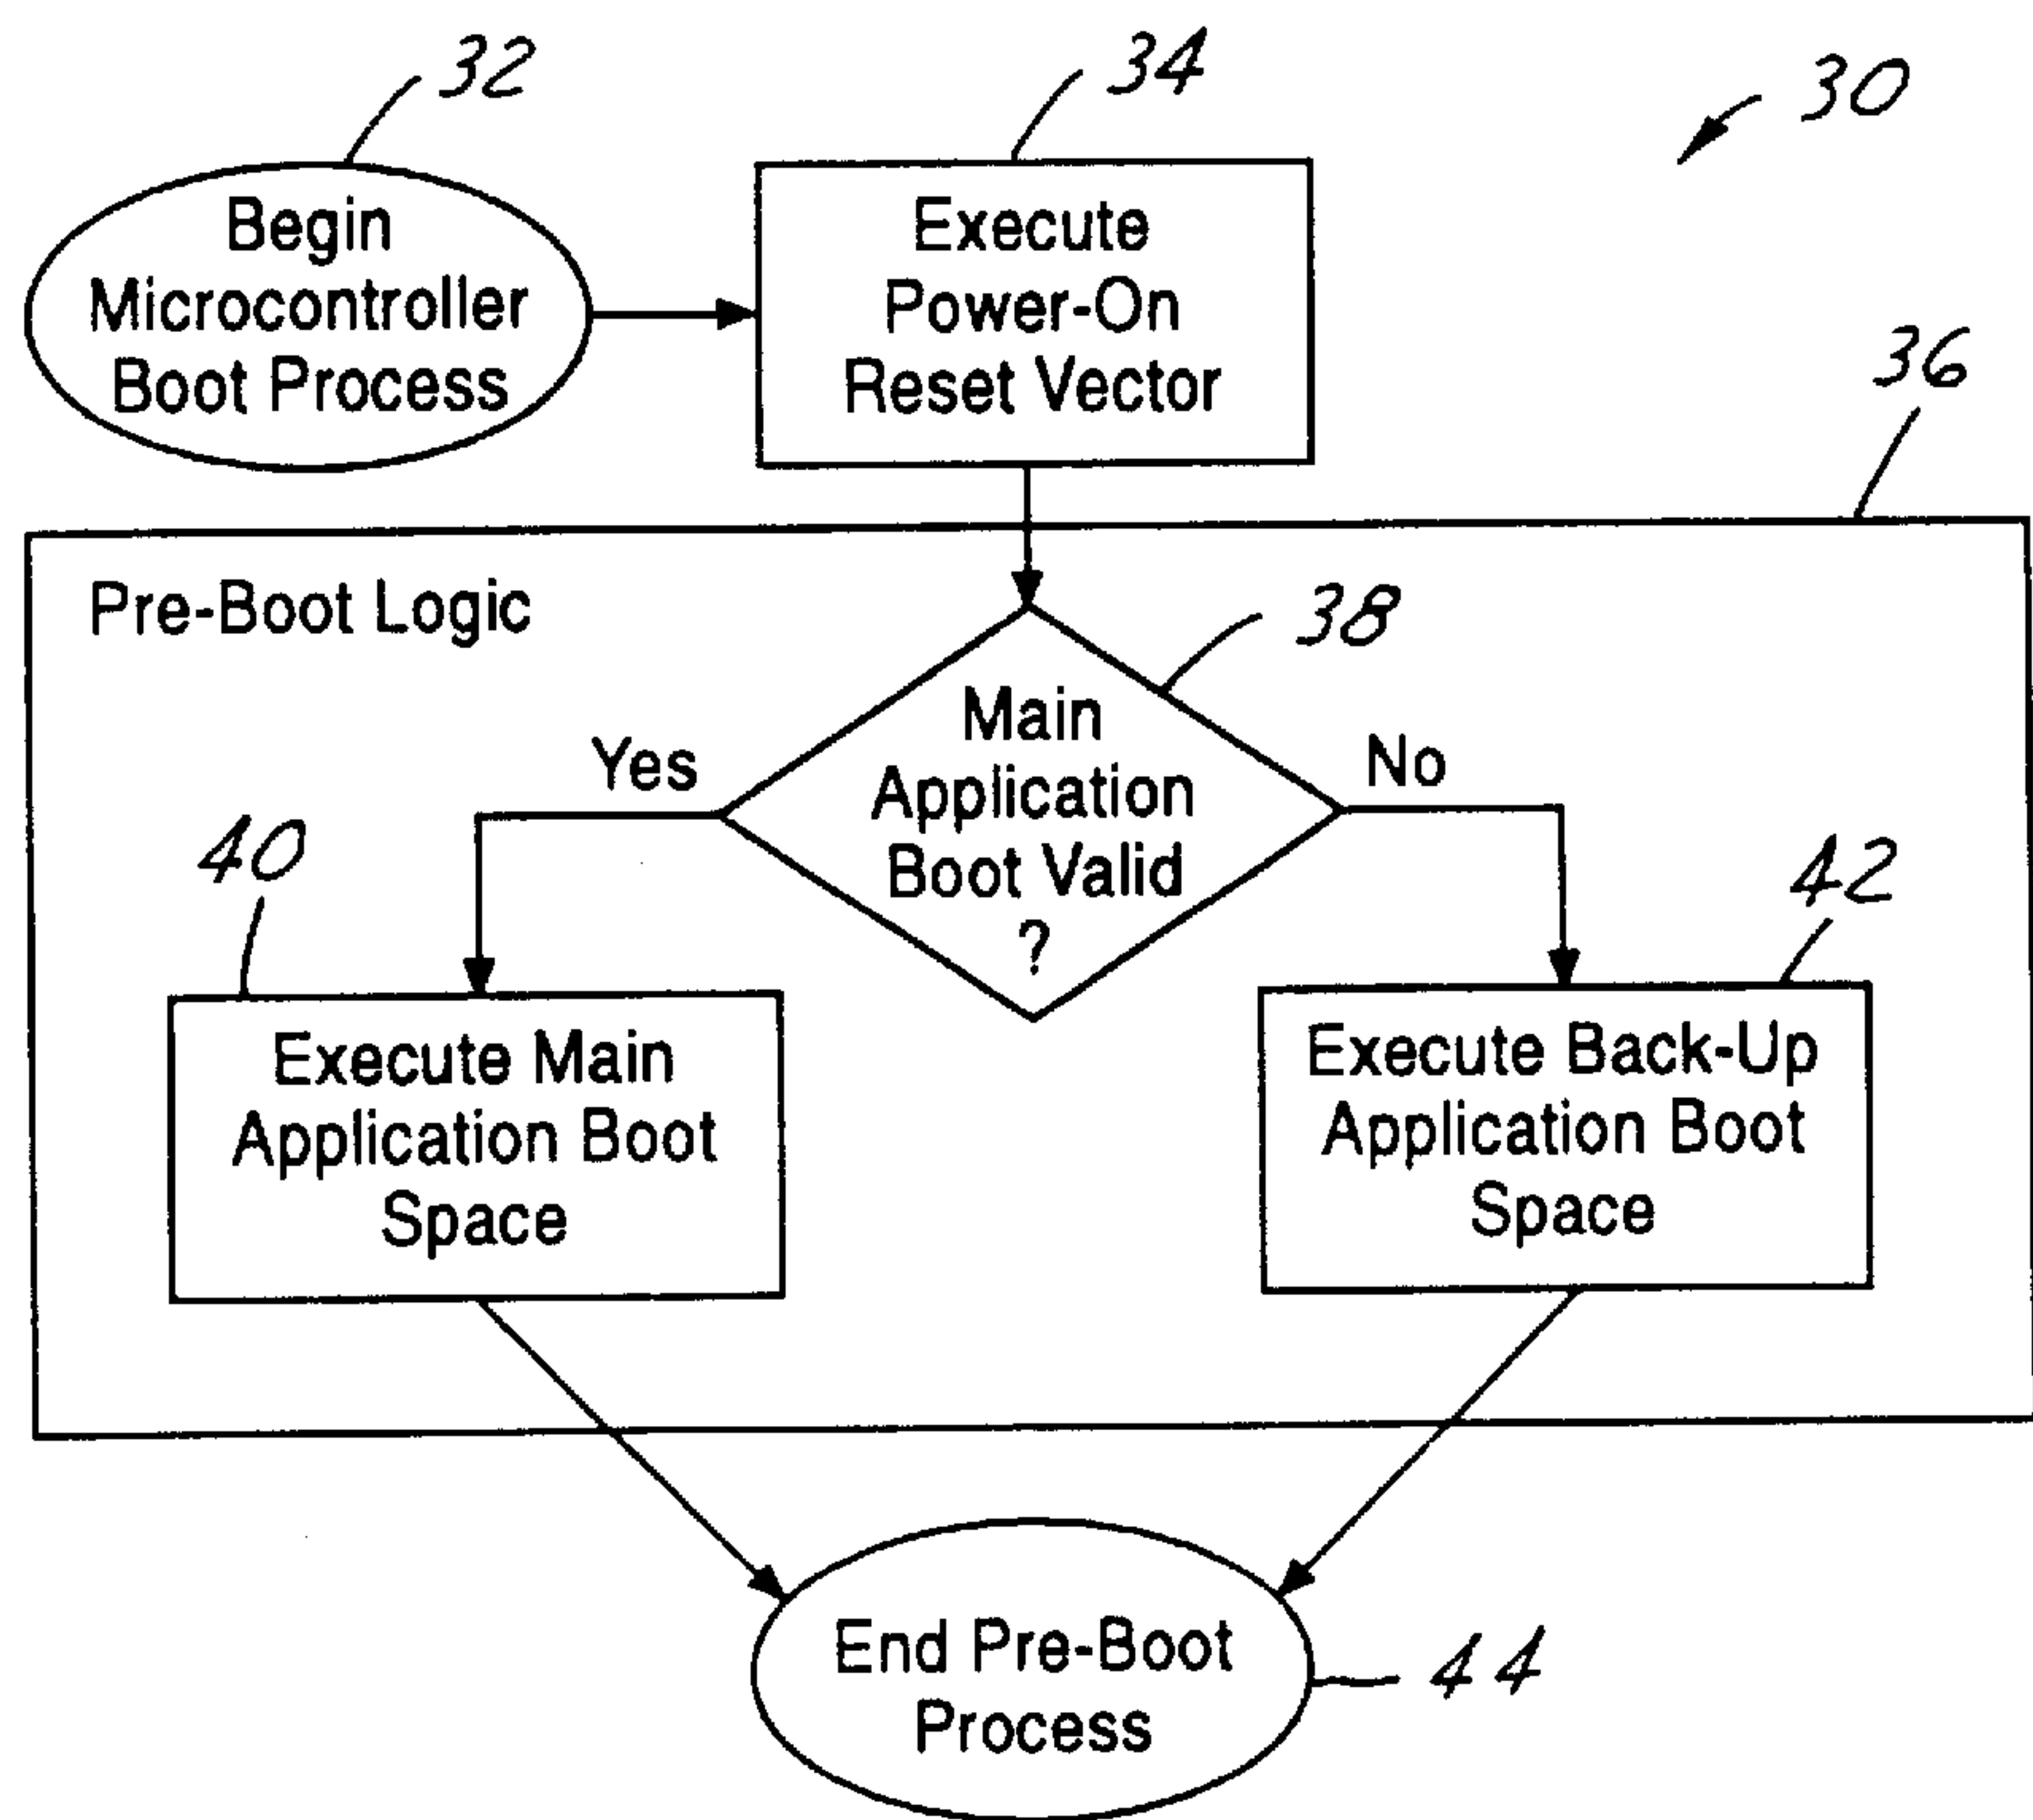 32
34
30
Begin
Microcontroller
Boot Process
Execute
Power-On
Reset Vector
36
Pre-Boot Logic
38
Main
Application
Boot Valid
?
Yes
No
40
42
Execute Main
Application Boot
Space
Execute Back-Up
Application Boot
Space
End Pre-Boot
Process
44